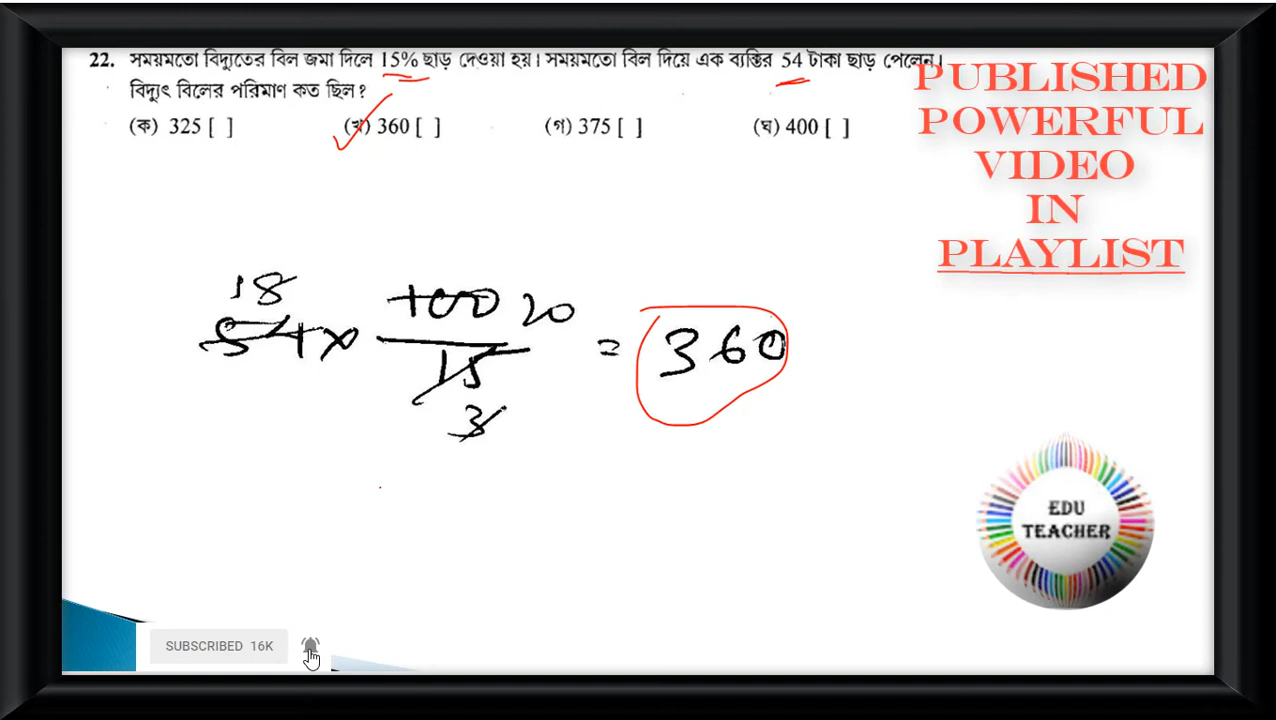 22. সময়মতো বিদ্যুতের বিল জমা দিলে 15% ছাড় দেওয়া হয়। সময়মতো বিল দিয়ে এক ব্যক্তির 54 টাকা ছাড় পেলেন।
বিদ্যুৎ বিলের পরিমাণ কত ছিল?
(ক) 325 [ ] (খ) 360 [ ] (গ) 375 [ ] (ঘ) 400 [ ]
PUBLISHED
POWERFUL
VIDEO
IN
PLAYLIST
18
100 20
54 x
= 360
15
3
EDU
TEACHER
SUBSCRIBED 16K